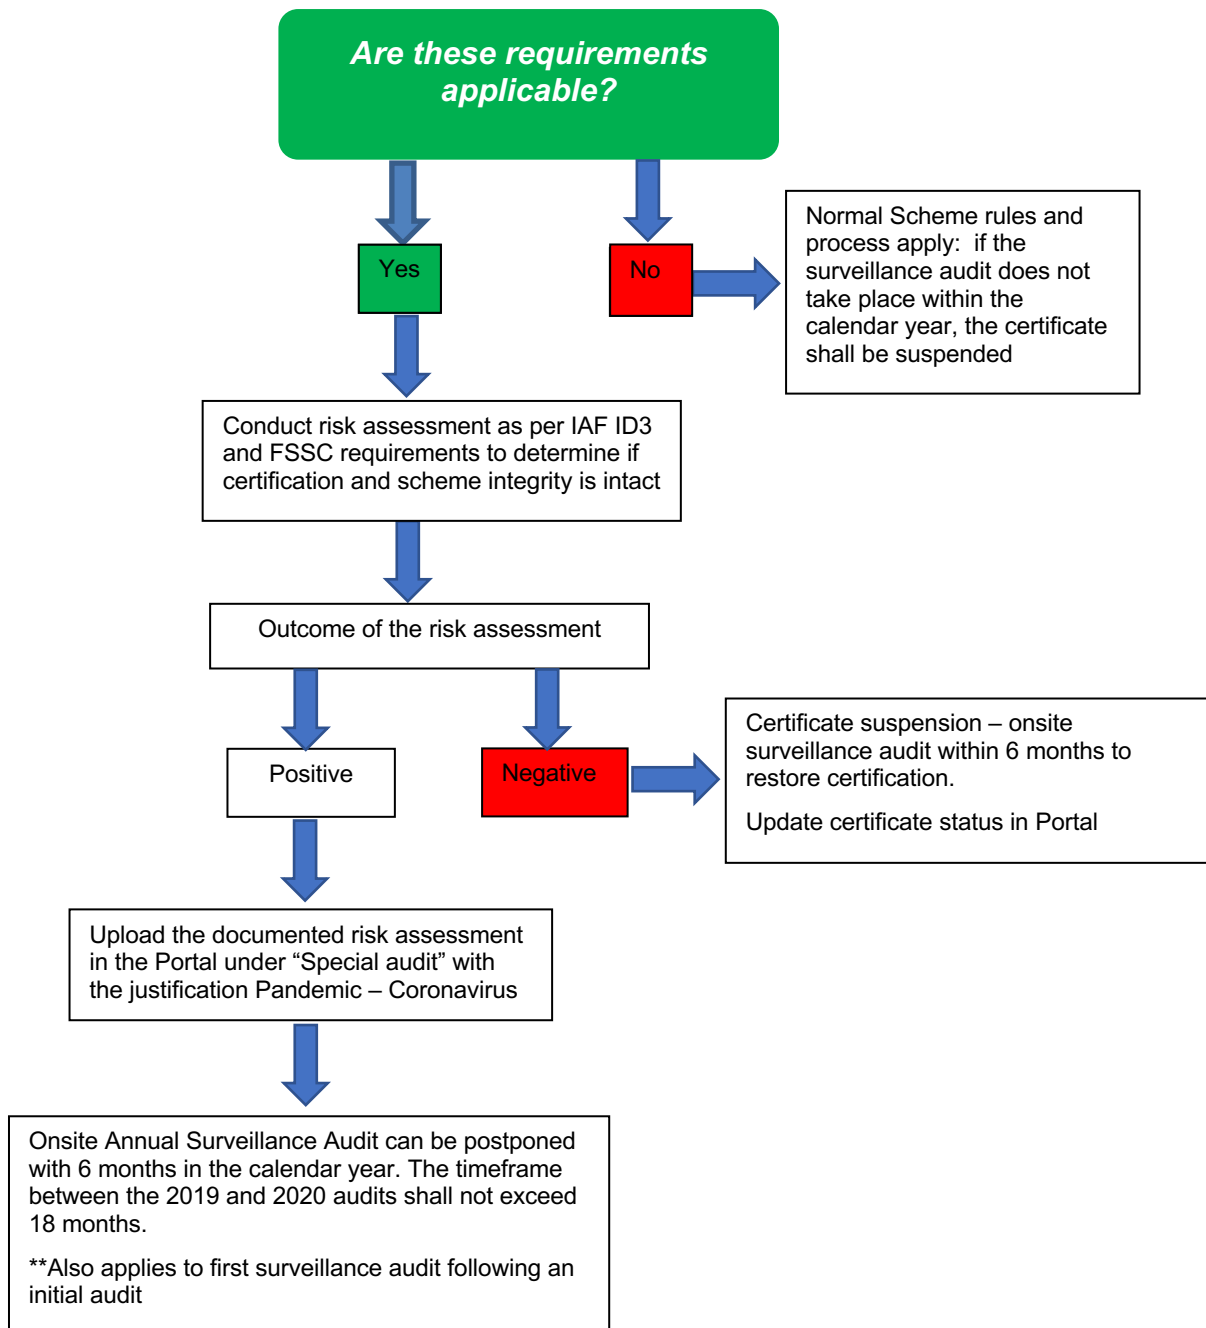 Are these requirements
applicable?
Yes
No
Normal Scheme rules and
process apply:  if the
surveillance audit does not
take place within the
calendar year, the certificate
shall be suspended
Conduct risk assessment as per IAF ID3
and FSSC requirements to determine if
certification and scheme integrity is intact
Outcome of the risk assessment
Positive
Negative
Certificate suspension – onsite
surveillance audit within 6 months to
restore certification.
Update certificate status in Portal
Upload the documented risk assessment
in the Portal under “Special audit” with
the justification Pandemic – Coronavirus
Onsite Annual Surveillance Audit can be postponed
with 6 months in the calendar year. The timeframe
between the 2019 and 2020 audits shall not exceed
18 months.
**Also applies to first surveillance audit following an
initial audit